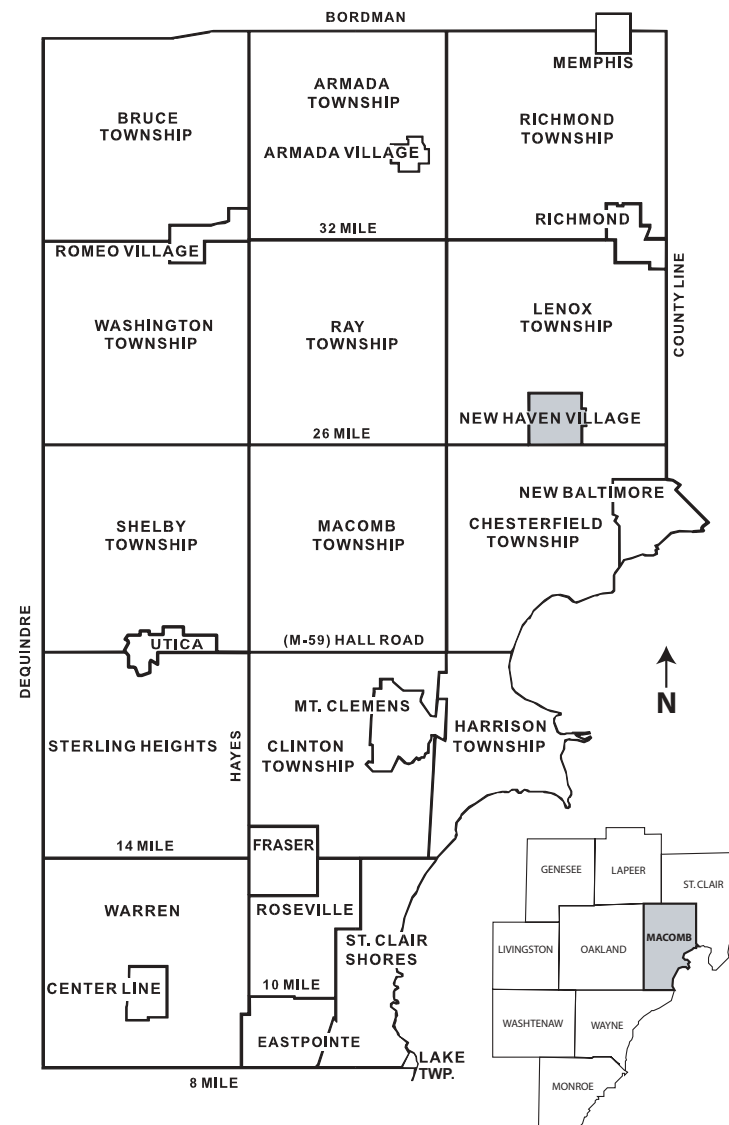 BORDMAN
MEMPHIS
ARMADA
TOWNSHIP
BRUCE
TOWNSHIP
RICHMOND
TOWNSHIP
ARMADA VILLAGE
RICHMOND
32 MILE
ROMEO VILLAGE
COUNTY LINE
WASHINGTON
TOWNSHIP
RAY
TOWNSHIP
LENOX
TOWNSHIP
NEW HAVEN VILLAGE
26 MILE
NEW BALTIMORE
SHELBY
TOWNSHIP
MACOMB
TOWNSHIP
CHESTERFIELD
TOWNSHIP
DEQUINDRE
UTICA
(M-59) HALL ROAD
N
MT. CLEMENS
STERLING HEIGHTS
HAYES
CLINTON
TOWNSHIP
HARRISON
TOWNSHIP
14 MILE
FRASER
WARREN
ROSEVILLE
ST. CLAIR
SHORES
CENTER LINE
10 MILE
EASTPOINTE
LAKE
TWP.
8 MILE
GENESEE
LAPEER
ST. CLAIR
LIVINGSTON
OAKLAND
MACOMB
WASHTENAW
WAYNE
MONROE